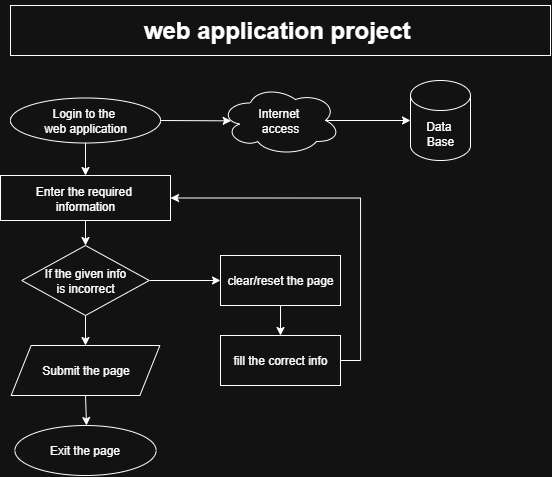 web application project
Login to the
web application
Internet
access
Data
Base
Enter the required
information
If the given info
is incorrect
clear/reset the page
fill the correct info
Submit the page
Exit the page